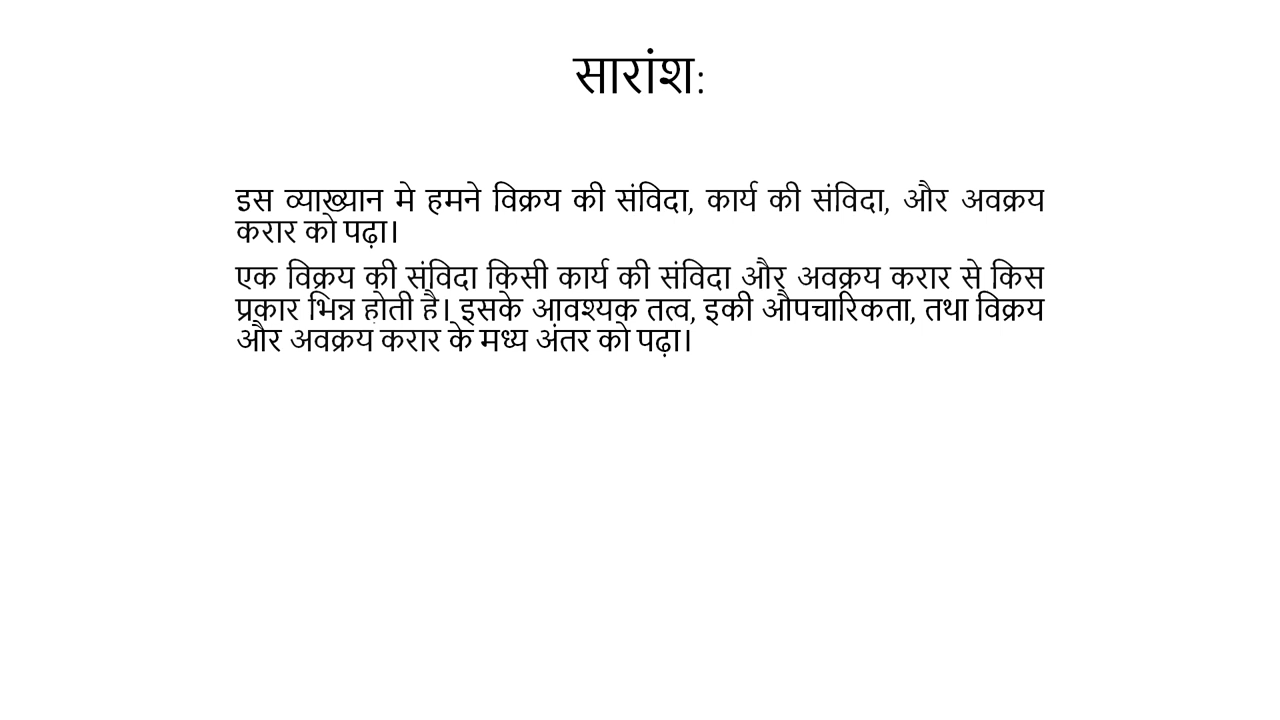 सारांश:
इस व्याख्यान मे हमने विक्रय की संविदा, कार्य की संविदा, और अवक्रय
करार को पढ़ा।
एक विक्रय की संविदा किसी कार्य की संविदा और अवक्रय करार से किस
प्रकार भिन्न होती है। इसके आवश्यक तत्व, इकी औपचारिकता, तथा विक्रय
और अवक्रय करार के मध्य अंतर को पढ़ा।